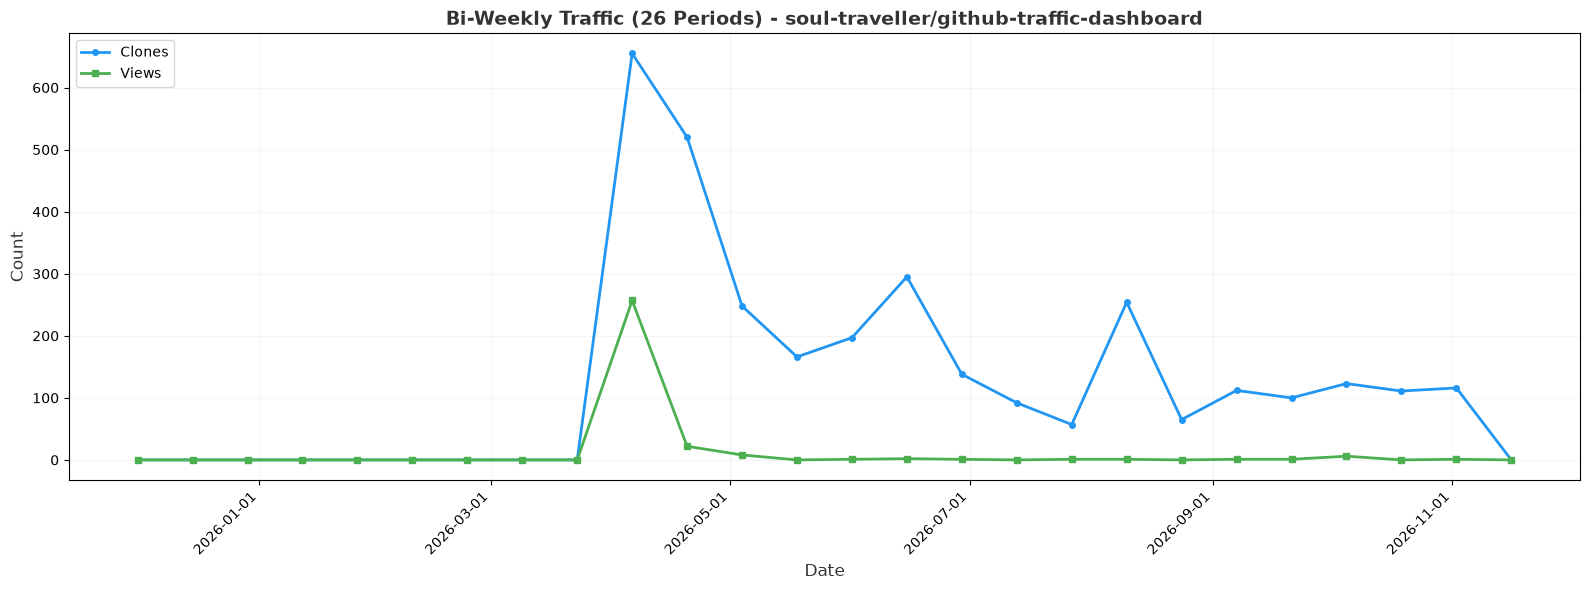 Bi-Weekly Traffic (26 Periods) - soul-traveller/github-traffic-dashboard
Clones
Views
600
500
400
300
200
100
0
Count
2026-01-01
2026-03-01
2026-05-01
2026-07-01
2026-09-01
2026-11-01
Date